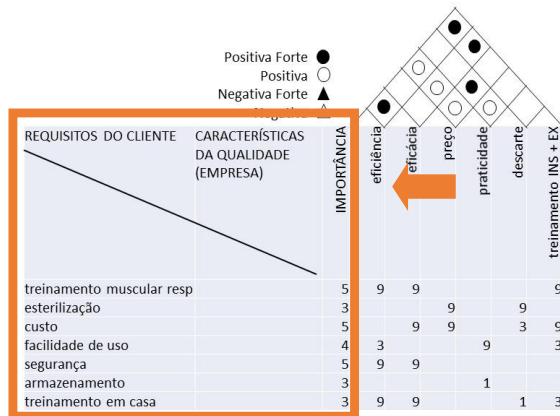 Positiva Forte
Positiva
Negativa Forte
REQUISITOS DO CLIENTE
CARACTERÍSTICAS
DA QUALIDADE
(EMPRESA)
IMPORTÂNCIA
eficiência
eficácia
preço
praticidade
descarte
treinamento INS + EX
treinamento muscular resp 5 9 9 9
esterilização 3 9 9
custo 5 9 9 3 9
facilidade de uso 4 3 9 3
segurança 5 9 9
armazenamento 3 1
treinamento em casa 3 9 9 1 3